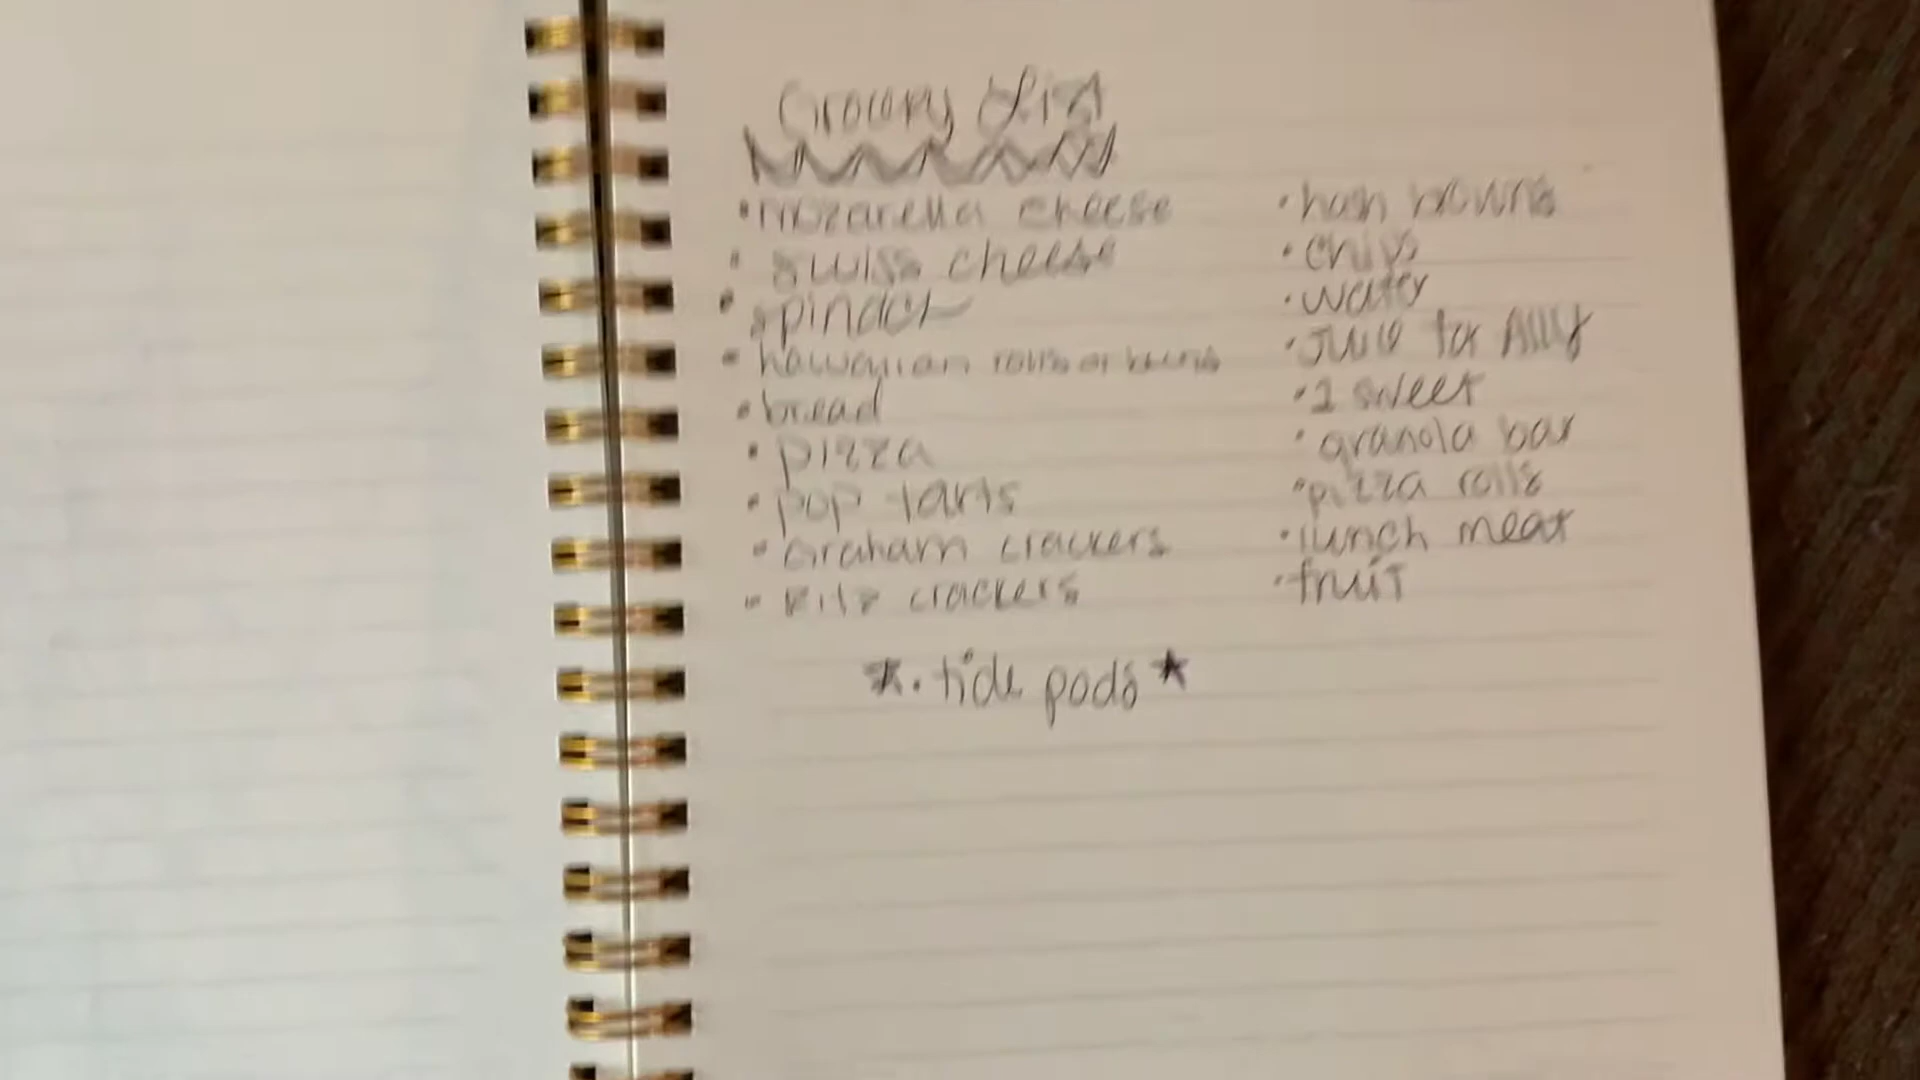 Grocery List
• mozarella cheese
• swiss cheese
• spinach
• hawaiian rolls or buns
• bread
• pizza
• pop tarts
• Graham crackers
• Ritz crackers
• hash browns
• chips
• water
• Juice for Ally
• 1 sweet
• granola bar
• pizza rolls
• lunch meat
• fruit
★ • tide pods ★